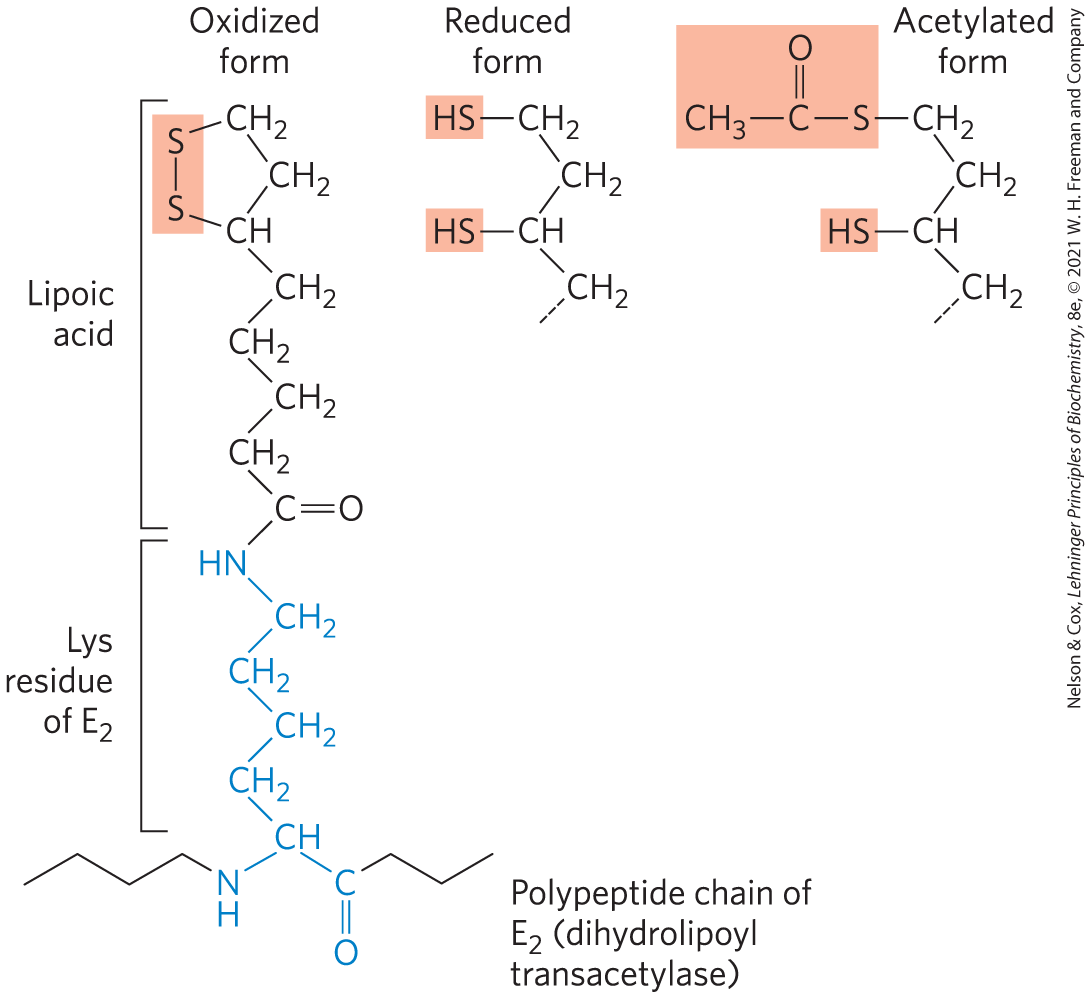 Oxidized
form
Reduced
form
Acetylated
form
S
S
CH₂
CH₂
CH
CH₂
CH₂
CH₂
CH₂
C=O
HN
CH₂
CH₂
CH₂
CH₂
CH
N
H
C
O
HS—CH₂
CH₂
HS—CH
CH₂
O
CH₃—C—S—CH₂
CH₂
HS—CH
CH₂
Lipoic
acid
Lys
residue
of E₂
Polypeptide chain of
E₂ (dihydrolipoyl
transacetylase)
Nelson & Cox, Lehninger Principles of Biochemistry, 8e, © 2021 W. H. Freeman and Company